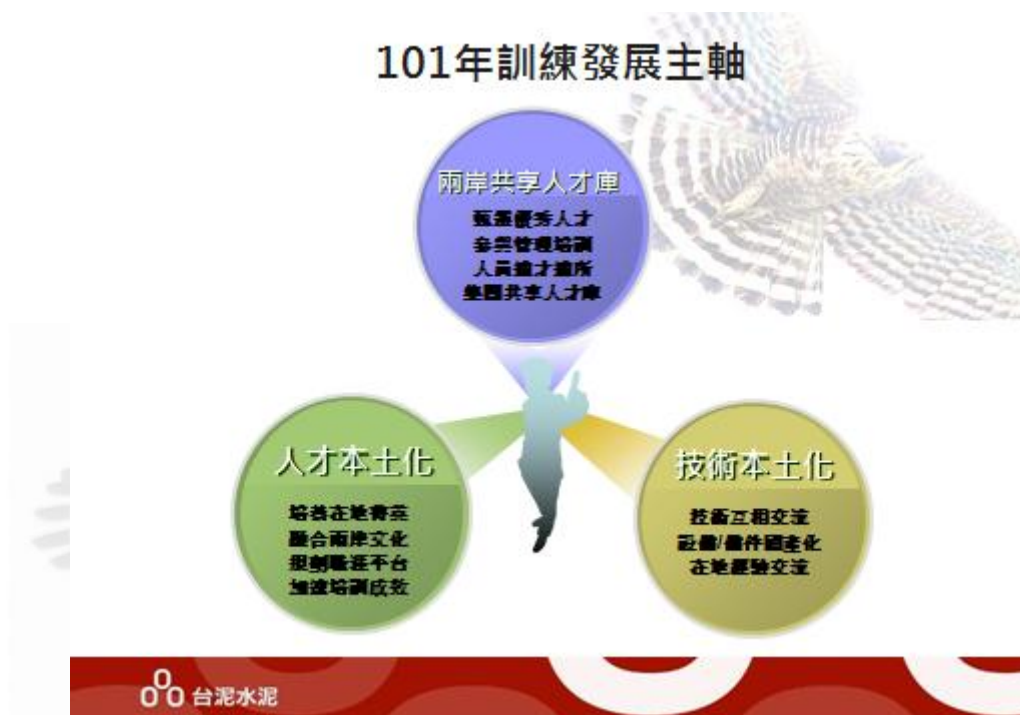 101年訓練發展主軸
兩岸共享人才庫
甄選優秀人才
參與管理培訓
人員適才適所
集團共享人才庫
人才本土化
培養在地菁英
融合兩岸文化
規劃職涯平台
加速培訓成效
技術本土化
技術互相交流
設備/備件國產化
在地經驗交流
台泥水泥